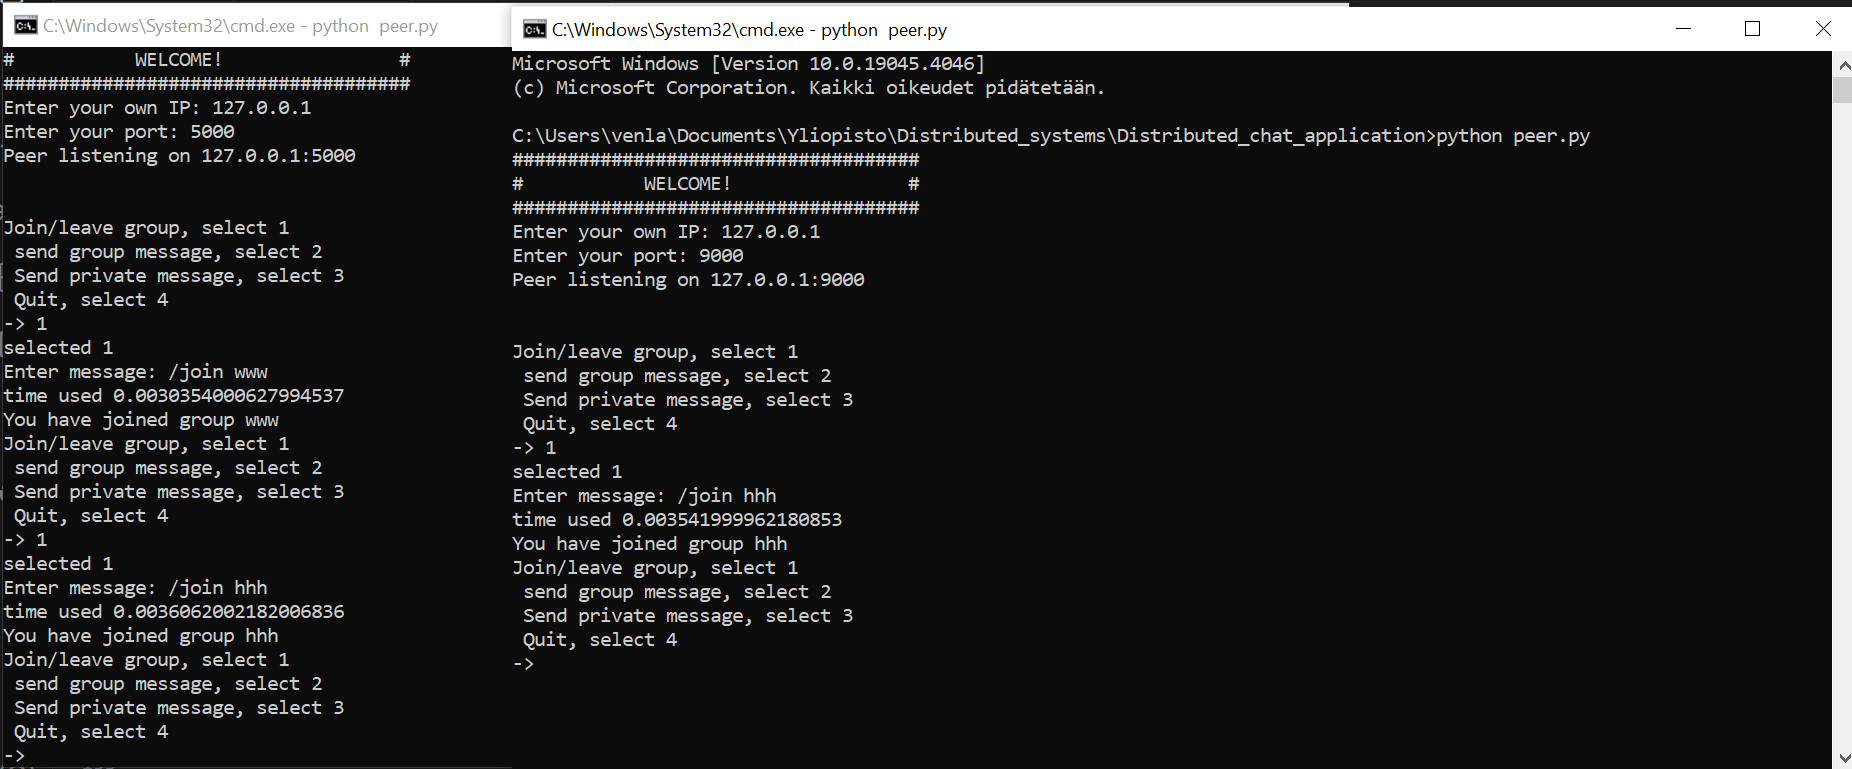 C:\Windows\System32\cmd.exe - python  peer.py
#           WELCOME!                #
#####################################
Enter your own IP: 127.0.0.1
Enter your port: 5000
Peer listening on 127.0.0.1:5000
Join/leave group, select 1
 send group message, select 2
 Send private message, select 3
 Quit, select 4
-> 1
selected 1
Enter message: /join www
time used 0.0030354000627994537
You have joined group www
Join/leave group, select 1
 send group message, select 2
 Send private message, select 3
 Quit, select 4
-> 1
selected 1
Enter message: /join hhh
time used 0.0036062002182006836
You have joined group hhh
Join/leave group, select 1
 send group message, select 2
 Send private message, select 3
 Quit, select 4
->
C:\Windows\System32\cmd.exe - python  peer.py
Microsoft Windows [Version 10.0.19045.4046]
(c) Microsoft Corporation. Kaikki oikeudet pidätetään.
C:\Users\venla\Documents\Yliopisto\Distributed_systems\Distributed_chat_application>python peer.py
#####################################
#           WELCOME!                #
#####################################
Enter your own IP: 127.0.0.1
Enter your port: 9000
Peer listening on 127.0.0.1:9000
Join/leave group, select 1
 send group message, select 2
 Send private message, select 3
 Quit, select 4
-> 1
selected 1
Enter message: /join hhh
time used 0.003541999962180853
You have joined group hhh
Join/leave group, select 1
 send group message, select 2
 Send private message, select 3
 Quit, select 4
->